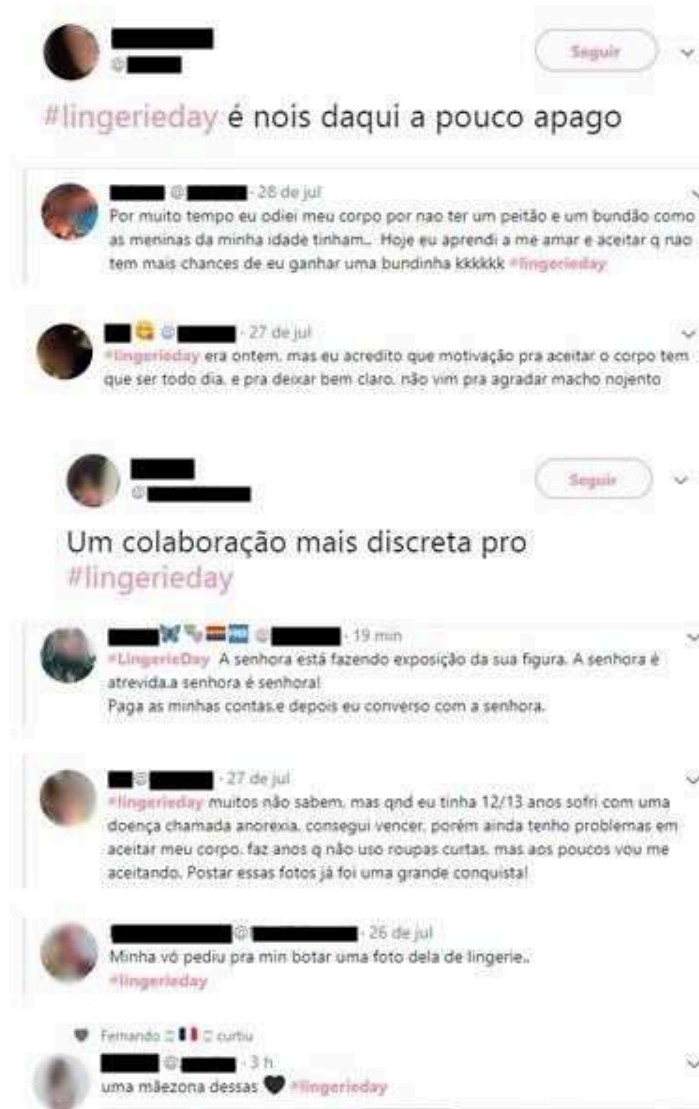 @
Seguir
#lingerieday é nois daqui a pouco apago
@ · 28 de jul
Por muito tempo eu odiei meu corpo por nao ter um peitão e um bundão como
as meninas da minha idade tinham.. Hoje eu aprendi a me amar e aceitar q nao
tem mais chances de eu ganhar uma bundinha kkkkkk #lingerieday
😋 @ · 27 de jul
#lingerieday era ontem, mas eu acredito que motivação pra aceitar o corpo tem
que ser todo dia, e pra deixar bem claro, não vim pra agradar macho nojento
@
Seguir
Um colaboração mais discreta pro
#lingerieday
@ · 19 min
#LingerieDay A senhora está fazendo exposição da sua figura. A senhora é
atrevida.a senhora é senhora!
Paga as minhas contas.e depois eu converso com a senhora.
@ · 27 de jul
#lingerieday muitos não sabem, mas qnd eu tinha 12/13 anos sofri com uma
doença chamada anorexia, consegui vencer, porém ainda tenho problemas em
aceitar meu corpo, faz anos q não uso roupas curtas, mas aos poucos vou me
aceitando. Postar essas fotos já foi uma grande conquista!
@ · 26 de jul
Minha vó pediu pra min botar uma foto dela de lingerie..
#lingerieday
Fernando curtiu
@ · 3 h
uma mãezona dessas 🖤 #lingerieday